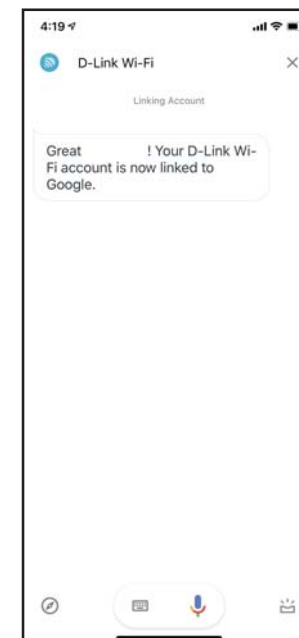 4:19
D-Link Wi-Fi
Linking Account
Great ! Your D-Link Wi-
Fi account is now linked to
Google.